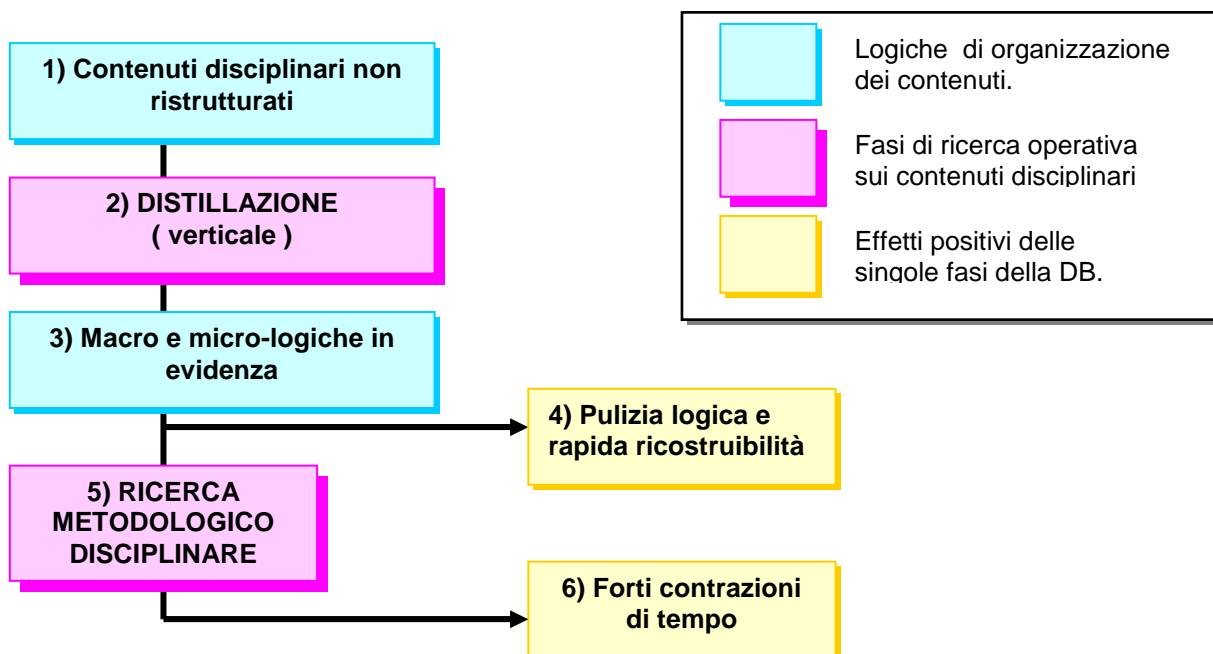 1) Contenuti disciplinari non
ristrutturati
2) DISTILLAZIONE
( verticale )
3) Macro e micro-logiche in
evidenza
4) Pulizia logica e
rapida ricostruibilità
5) RICERCA
METODOLOGICO
DISCIPLINARE
6) Forti contrazioni
di tempo
Logiche di organizzazione
dei contenuti.
Fasi di ricerca operativa
sui contenuti disciplinari
Effetti positivi delle
singole fasi della DB.